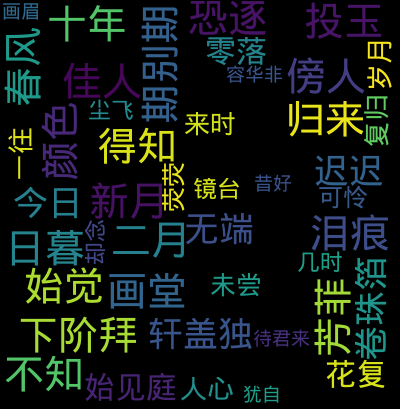 画眉
十年
期别期
恐逐
投玉
春风
零落
岁月
佳人
容华非
傍人
尘飞
颜色
来时
归来
复归
一往
得知
荧荧
镜台
昔好
迟迟
可怜
今日
新月
无端
泪痕
日暮
却念
二月
几时
始觉
画堂
未尝
芳菲
卷珠箔
下阶拜
轩盖独
待君来
不知
始见庭
人心
犹自
花复